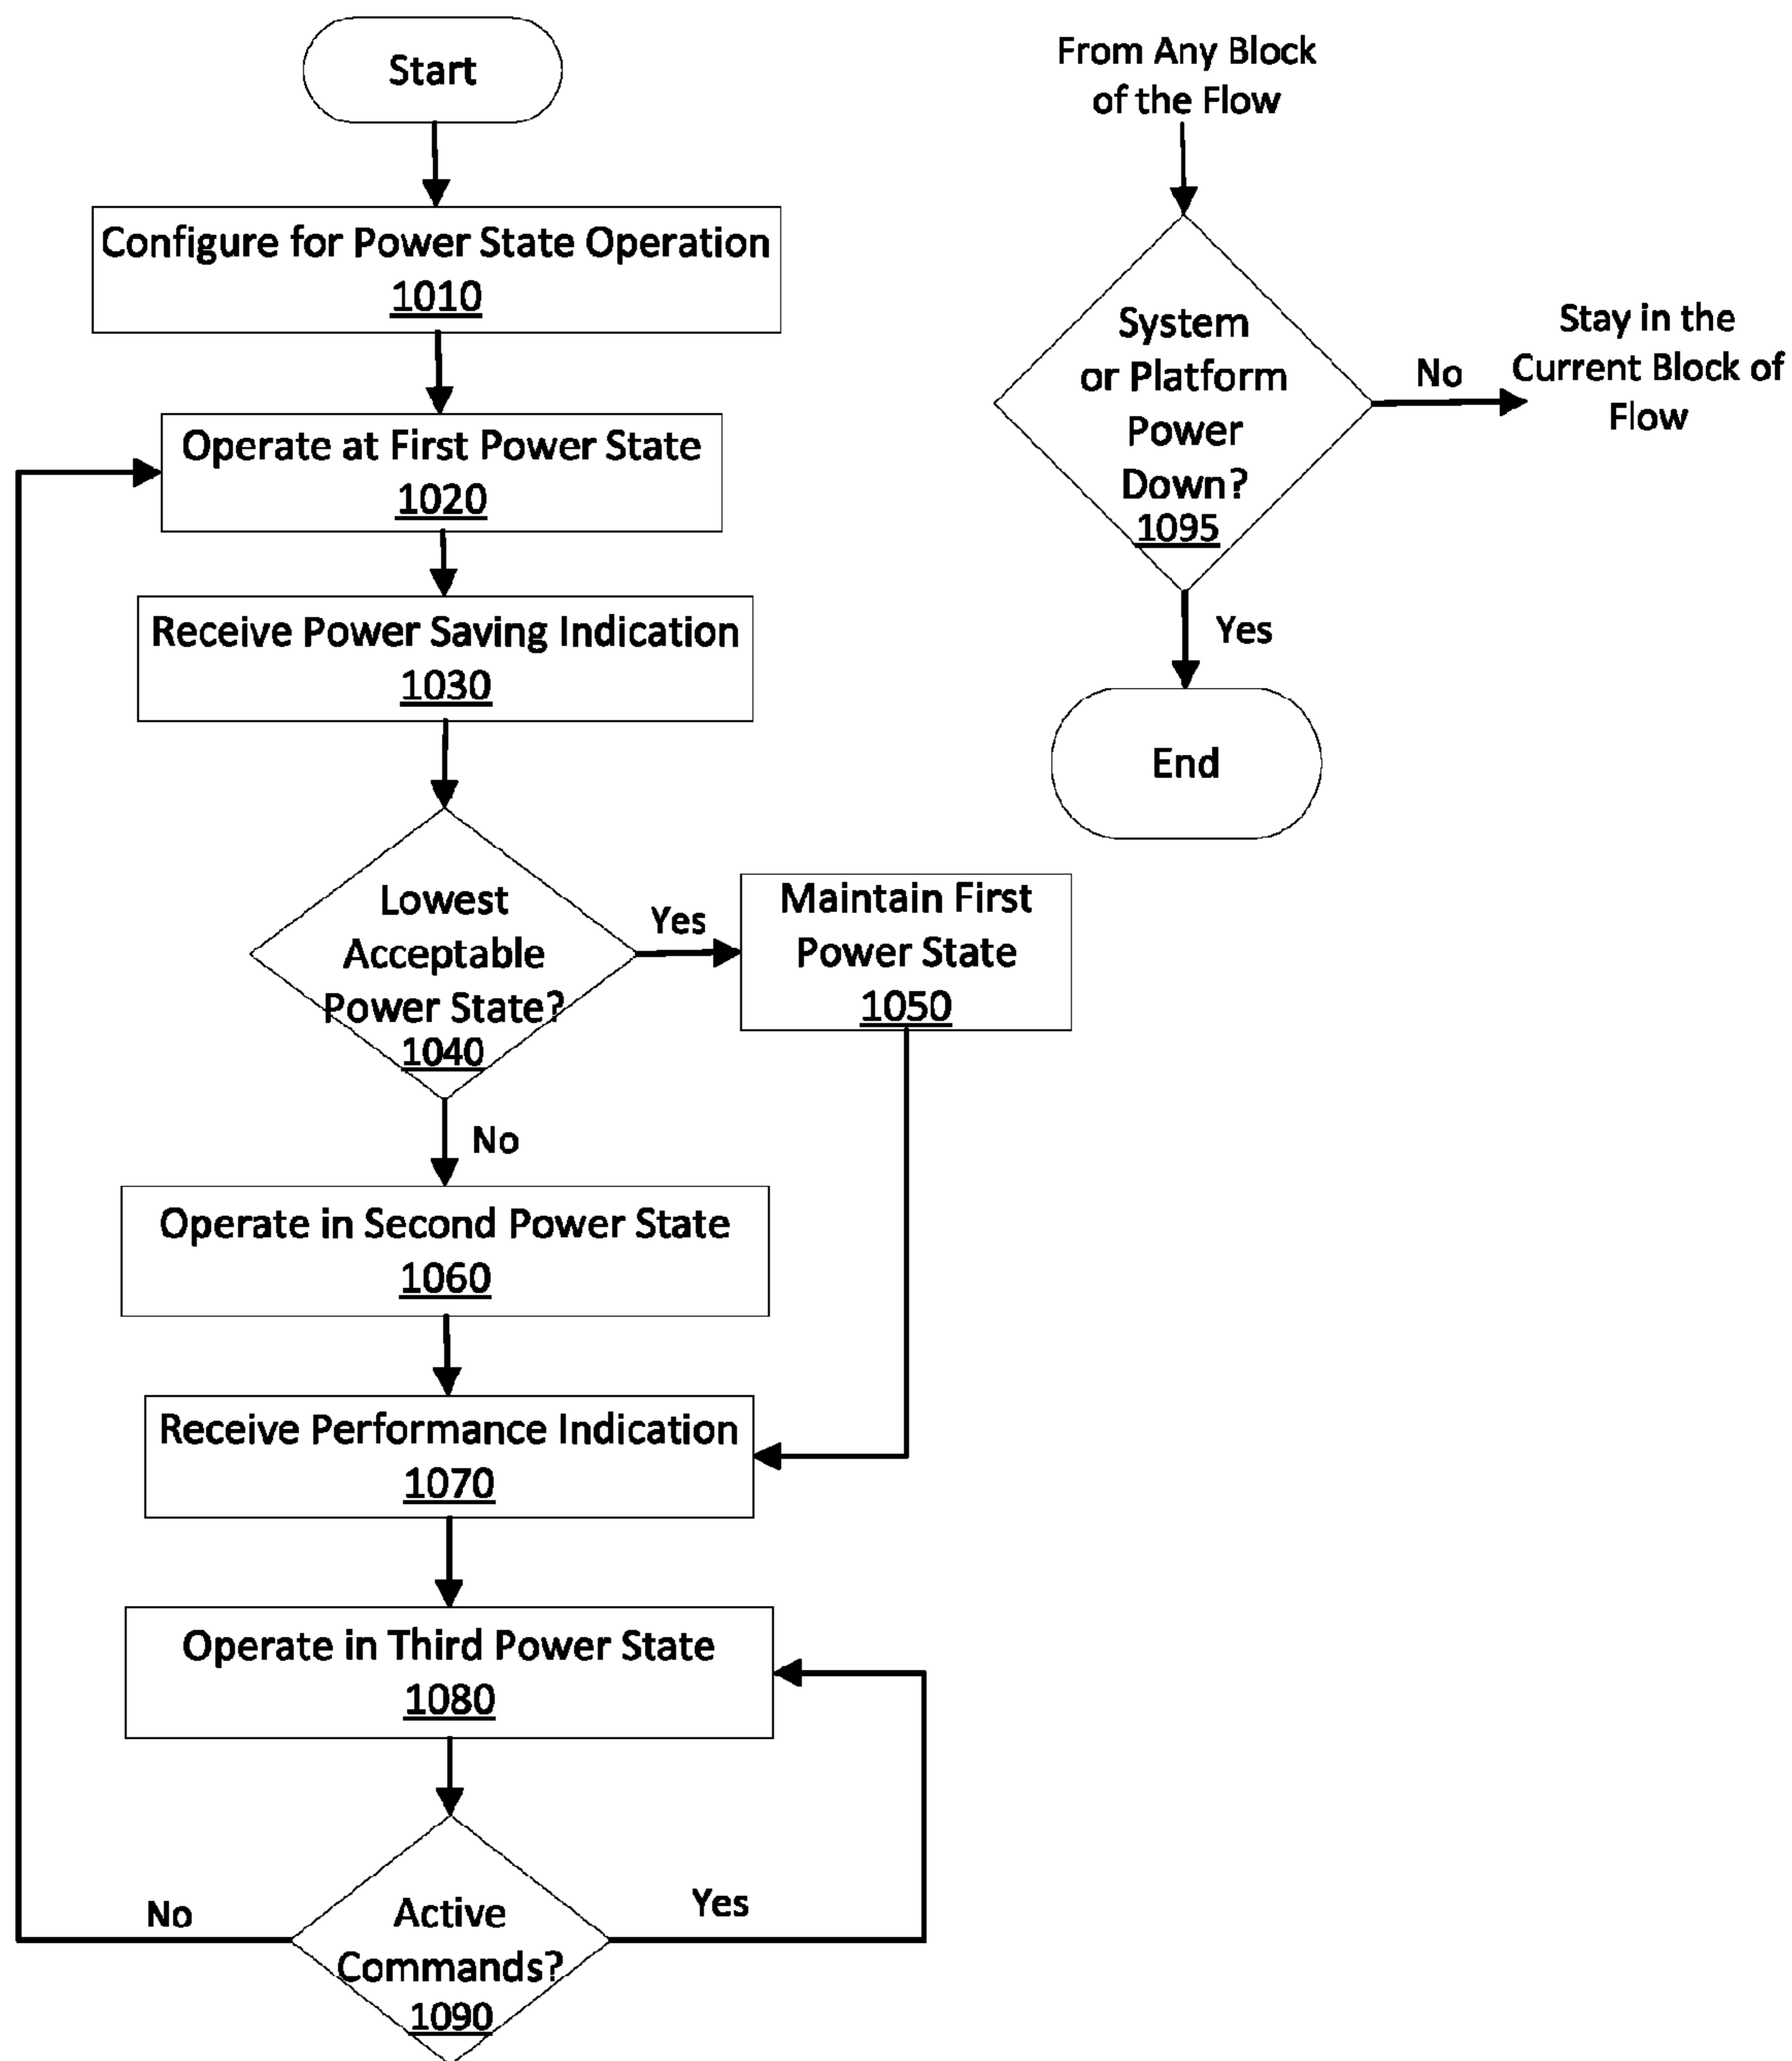 Start
Configure for Power State Operation
1010
Operate at First Power State
1020
Receive Power Saving Indication
1030
Lowest
Acceptable
Power State?
1040
Yes
Maintain First
Power State
1050
No
Operate in Second Power State
1060
Receive Performance Indication
1070
Operate in Third Power State
1080
Active
Commands?
1090
No
Yes
From Any Block
of the Flow
System
or Platform
Power
Down?
1095
No
Stay in the
Current Block of
Flow
Yes
End